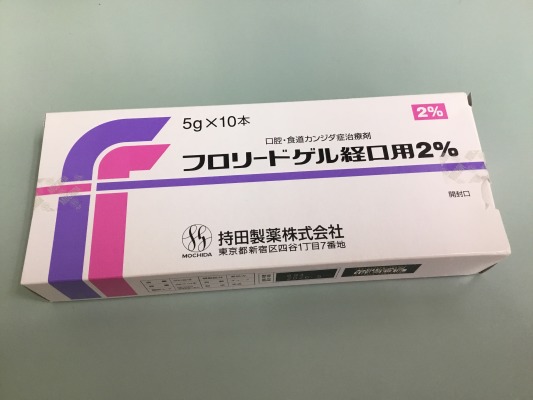 5g×10本
2%
口腔・食道カンジダ症治療剤
フロリードゲル経口用2%
開封口
MOCHIDA
持田製薬株式会社
東京都新宿区四谷1丁目7番地